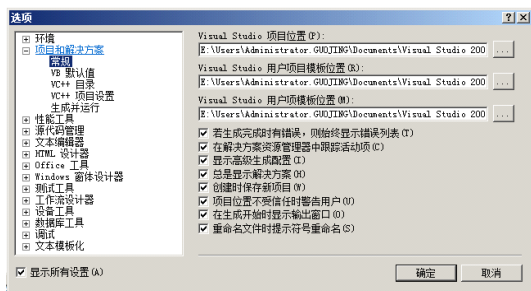 选项
环境
项目和解决方案
常规
VB 默认值
VC++ 目录
VC++ 项目设置
生成并运行
性能工具
源代码管理
文本编辑器
HTML 设计器
Office 工具
Windows 窗体设计器
测试工具
工作流设计器
设备工具
数据库工具
调试
文本模板化
显示所有设置(A)
Visual Studio 项目位置(P):
E:\Users\Administrator.GUOJING\Documents\Visual Studio 200
...
Visual Studio 用户项目模板位置(R):
E:\Users\Administrator.GUOJING\Documents\Visual Studio 200
...
Visual Studio 用户项模板位置(M):
E:\Users\Administrator.GUOJING\Documents\Visual Studio 200
...
若生成完成时有错误，则始终显示错误列表(T)
在解决方案资源管理器中跟踪活动项(C)
显示高级生成配置(I)
总是显示解决方案(H)
创建时保存新项目(W)
项目位置不受信任时警告用户(U)
在生成开始时显示输出窗口(O)
重命名文件时提示符号重命名(S)
确定
取消